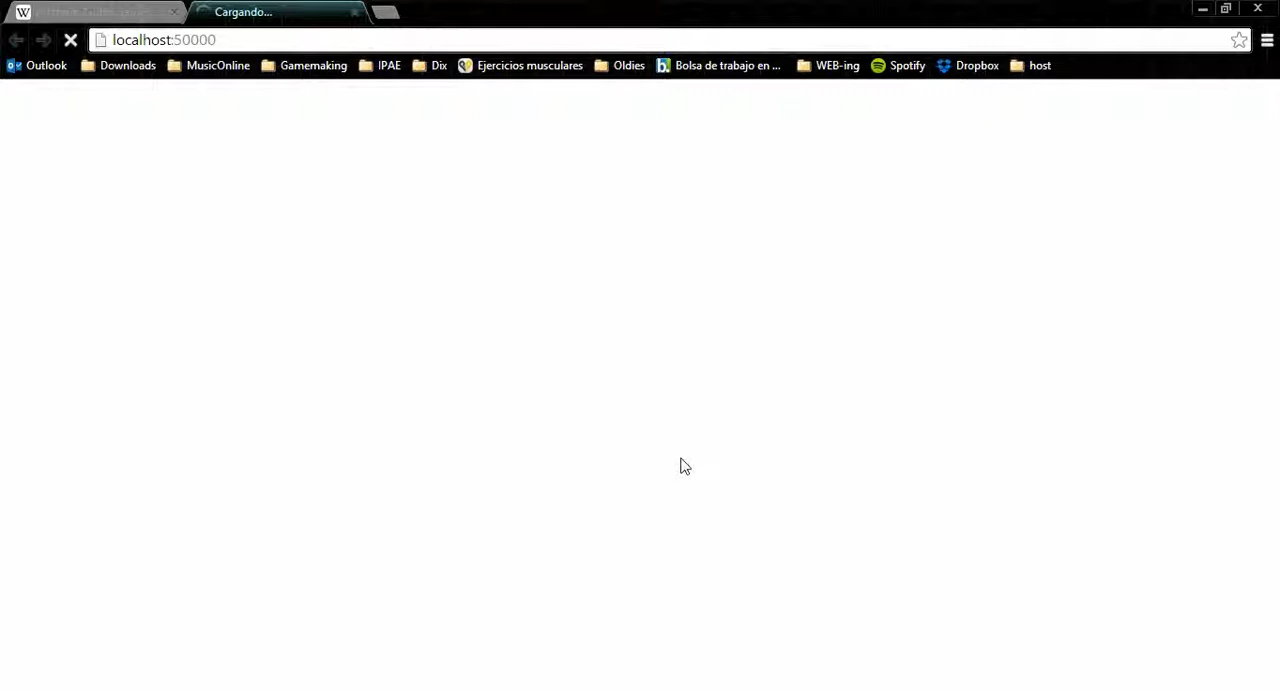 W
Cargando...
localhost:50000
Outlook Downloads MusicOnline Gamemaking IPAE Dix Ejercicios musculares Oldies b. Bolsa de trabajo en ... WEB-ing Spotify Dropbox host